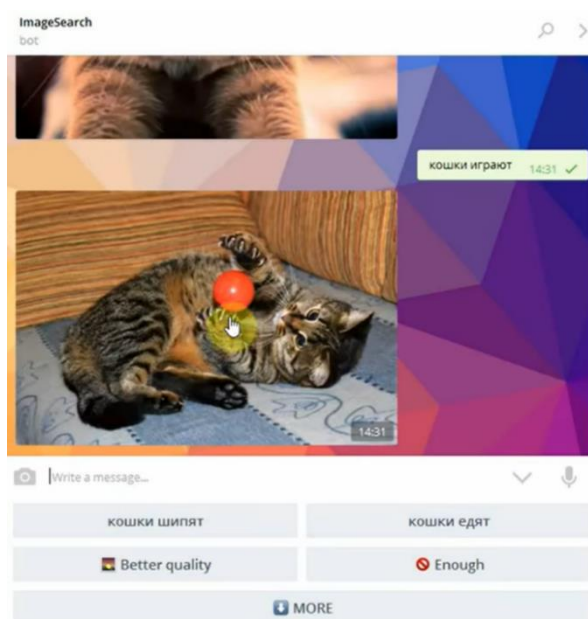 ImageSearch
bot
кошки играют 14:31
14:31
Write a message...
кошки шипят кошки едят
Better quality Enough
MORE